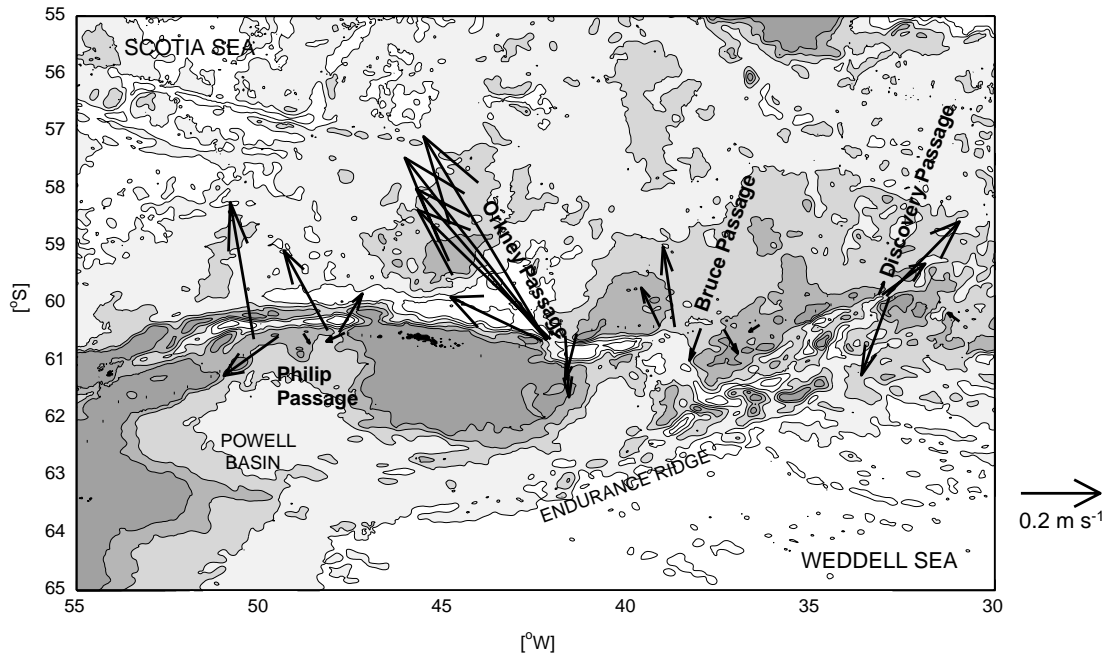 55
56
57
58
59
60
61
62
63
64
65
[°S]
SCOTIA SEA
Orkney Passage
Bruce Passage
Discovery Passage
Philip
Passage
POWELL
BASIN
ENDURANCE RIDGE
WEDDELL SEA
0.2 m s-1
55
50
45
40
35
30
[°W]